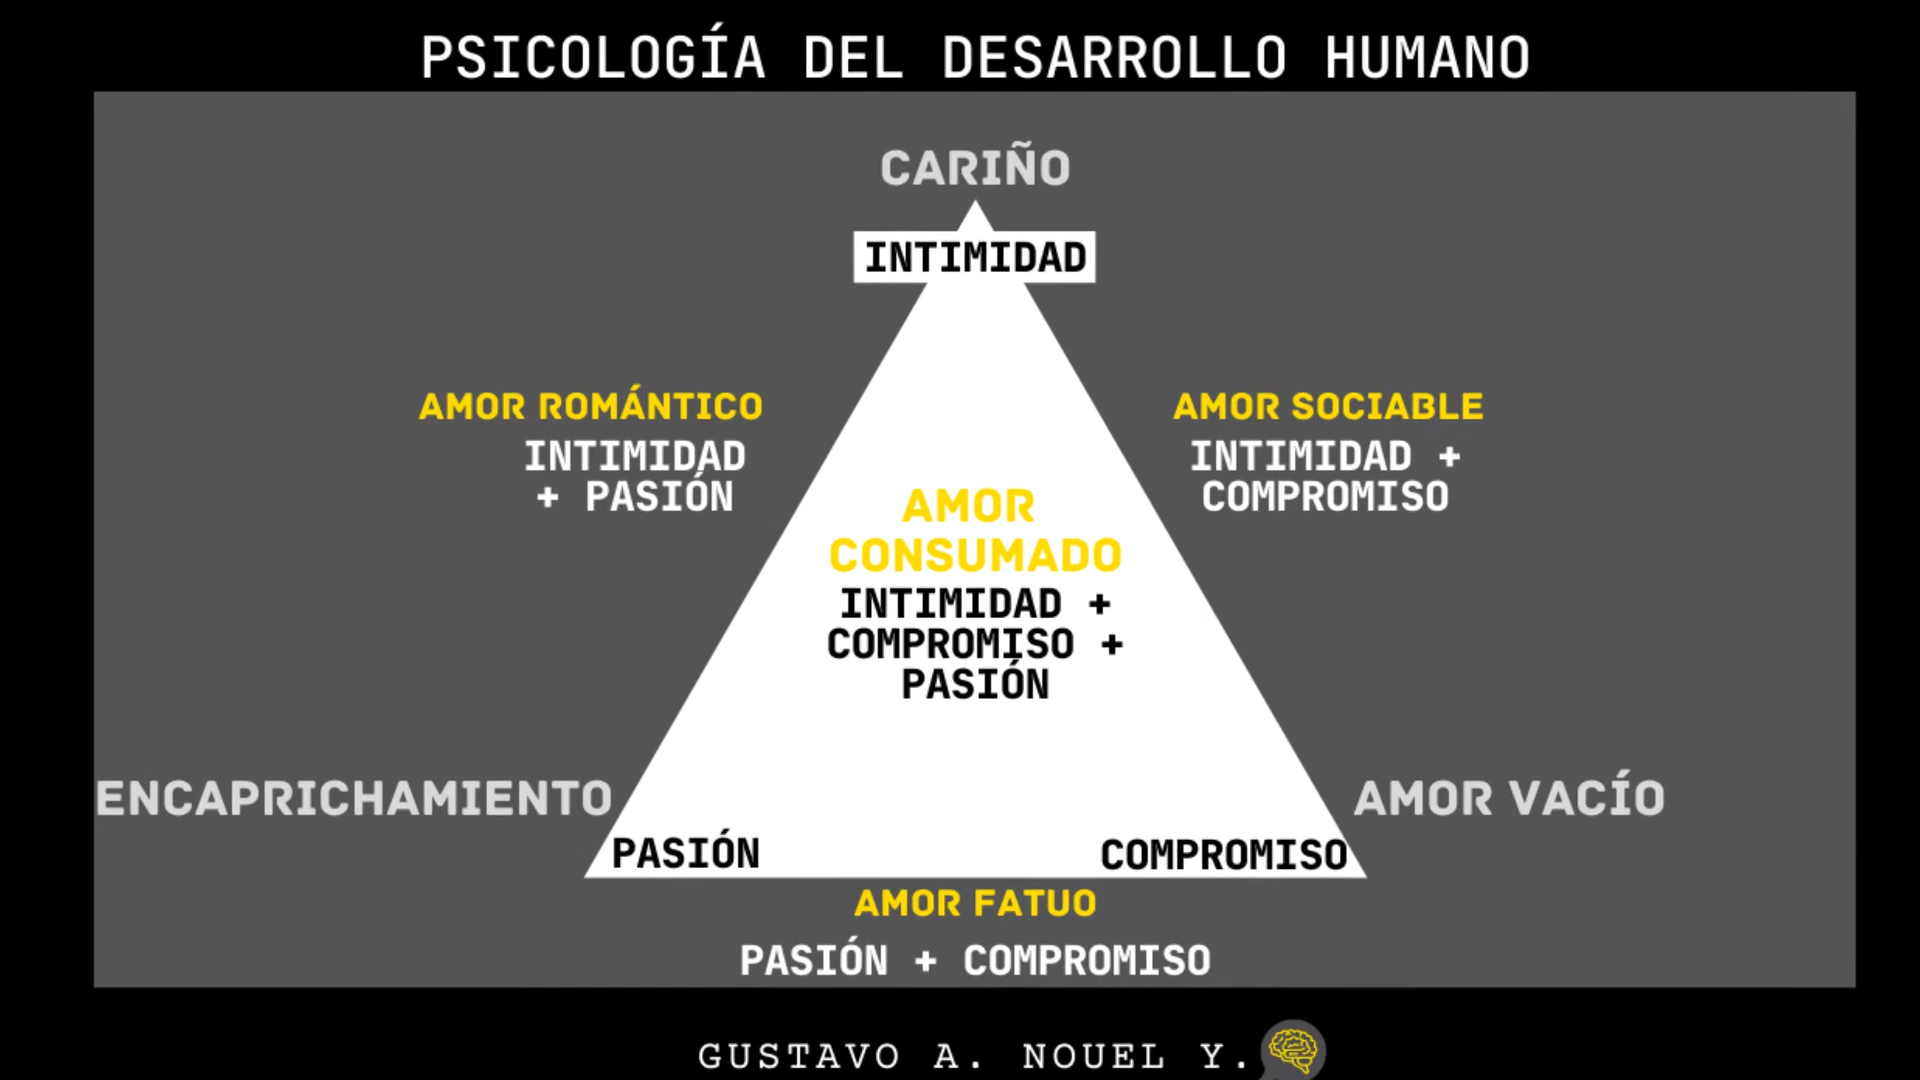 PSICOLOGÍA DEL DESARROLLO HUMANO
CARIÑO
INTIMIDAD
AMOR ROMÁNTICO
INTIMIDAD
+ PASIÓN
AMOR SOCIABLE
INTIMIDAD +
COMPROMISO
AMOR
CONSUMADO
INTIMIDAD +
COMPROMISO +
PASIÓN
ENCAPRICHAMIENTO
AMOR VACÍO
PASIÓN
COMPROMISO
AMOR FATUO
PASIÓN + COMPROMISO
GUSTAVO A. NOUEL Y.